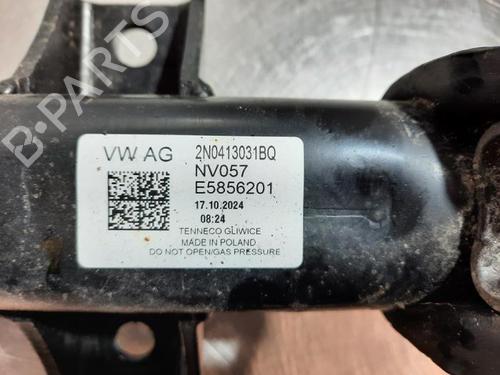 VW AG
2N0413031BQ
NV057
E5856201
17.10.2024
08:24
TENNECO GLIWICE
MADE IN POLAND
DO NOT OPEN/GAS PRESSURE
B-PARTS